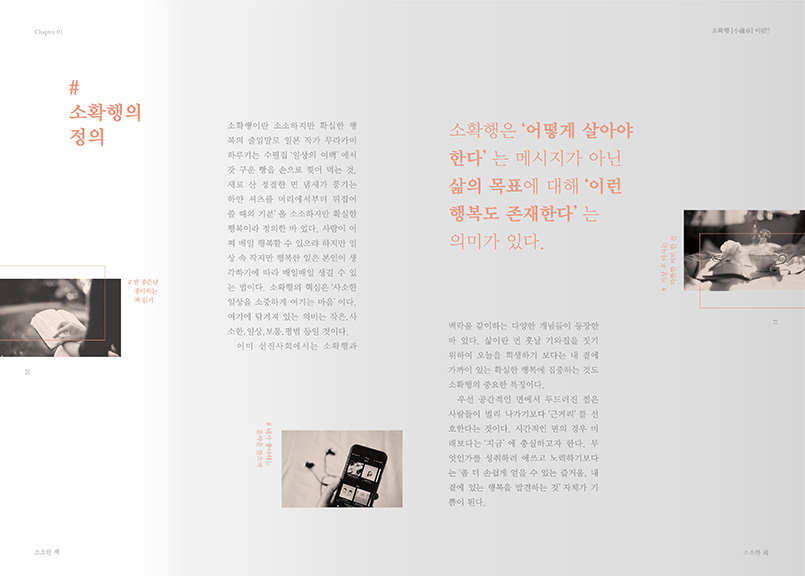 Chapter 01
소확행 [小確幸] 이란?
#
소확행의
정의
소확행이란 소소하지만 확실한 행
복의 줄임말로 일본 작가 무라카미
하루키는 수필집 '일상의 여백' 에서
갓 구운 빵을 손으로 찢어 먹는 것,
새로 산 정결한 면 냄새가 풍기는
하얀 셔츠를 머리에서부터 뒤집어
쓸 때의 기분' 을 소소하지만 확실한
행복이라 정의한 바 있다. 사람이 어
찌 매일 행복할 수 있으랴 하지만 일
상 속 작지만 행복한 일은 본인이 생
각하기에 따라 매일매일 생길 수 있
는 법이다. 소확행의 핵심은 '사소한
일상을 소중하게 여기는 마음' 이다.
여기에 담겨져 있는 의미는 작은, 사
소한, 일상, 보통, 평범 등일 것이다.
이미 선진사회에서는 소확행과
# 볕 좋은날
좋아하는
책 읽기
# 내가 좋아하는
음악을 들으며
소확행은 '어떻게 살아야
한다' 는 메시지가 아닌
삶의 목표에 대해 '이런
행복도 존재한다' 는
의미가 있다.
맥락을 같이하는 다양한 개념들이 등장한
바 있다. 삶이란 먼 훗날 기와집을 짓기
위하여 오늘을 희생하기 보다는 내 곁에
가까이 있는 확실한 행복에 집중하는 것도
소확행의 중요한 특징이다.
우선 공간적인 면에서 두드러진 점은
사람들이 멀리 나가기보다 '근거리' 를 선
호한다는 것이다. 시간적인 면의 경우 미
래보다는 '지금' 에 충실하고자 한다. 무
엇인가를 성취하려 애쓰고 노력하기보다
는 '좀 더 손쉽게 얻을 수 있는 즐거움, 내
곁에 있는 행복을 발견하는 것' 자체가 기
쁨이 된다.
# 기상 후 마시는
따뜻한 커피 한 잔
10
11
소소한 책
소소한 책